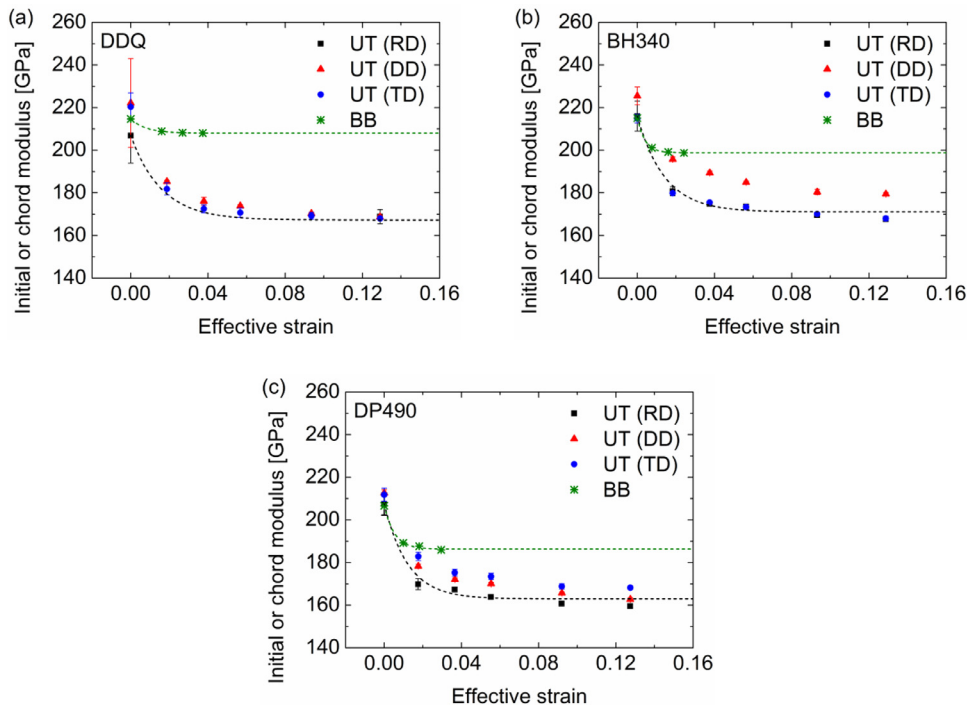 (a)
DDQ
UT (RD)
UT (DD)
UT (TD)
BB
Initial or chord modulus [GPa]
260
240
220
200
180
160
140
0.00 0.04 0.08 0.12 0.16
Effective strain
(b)
BH340
UT (RD)
UT (DD)
UT (TD)
BB
Initial or chord modulus [GPa]
260
240
220
200
180
160
140
0.00 0.04 0.08 0.12 0.16
Effective strain
(c)
DP490
UT (RD)
UT (DD)
UT (TD)
BB
Initial or chord modulus [GPa]
260
240
220
200
180
160
140
0.00 0.04 0.08 0.12 0.16
Effective strain